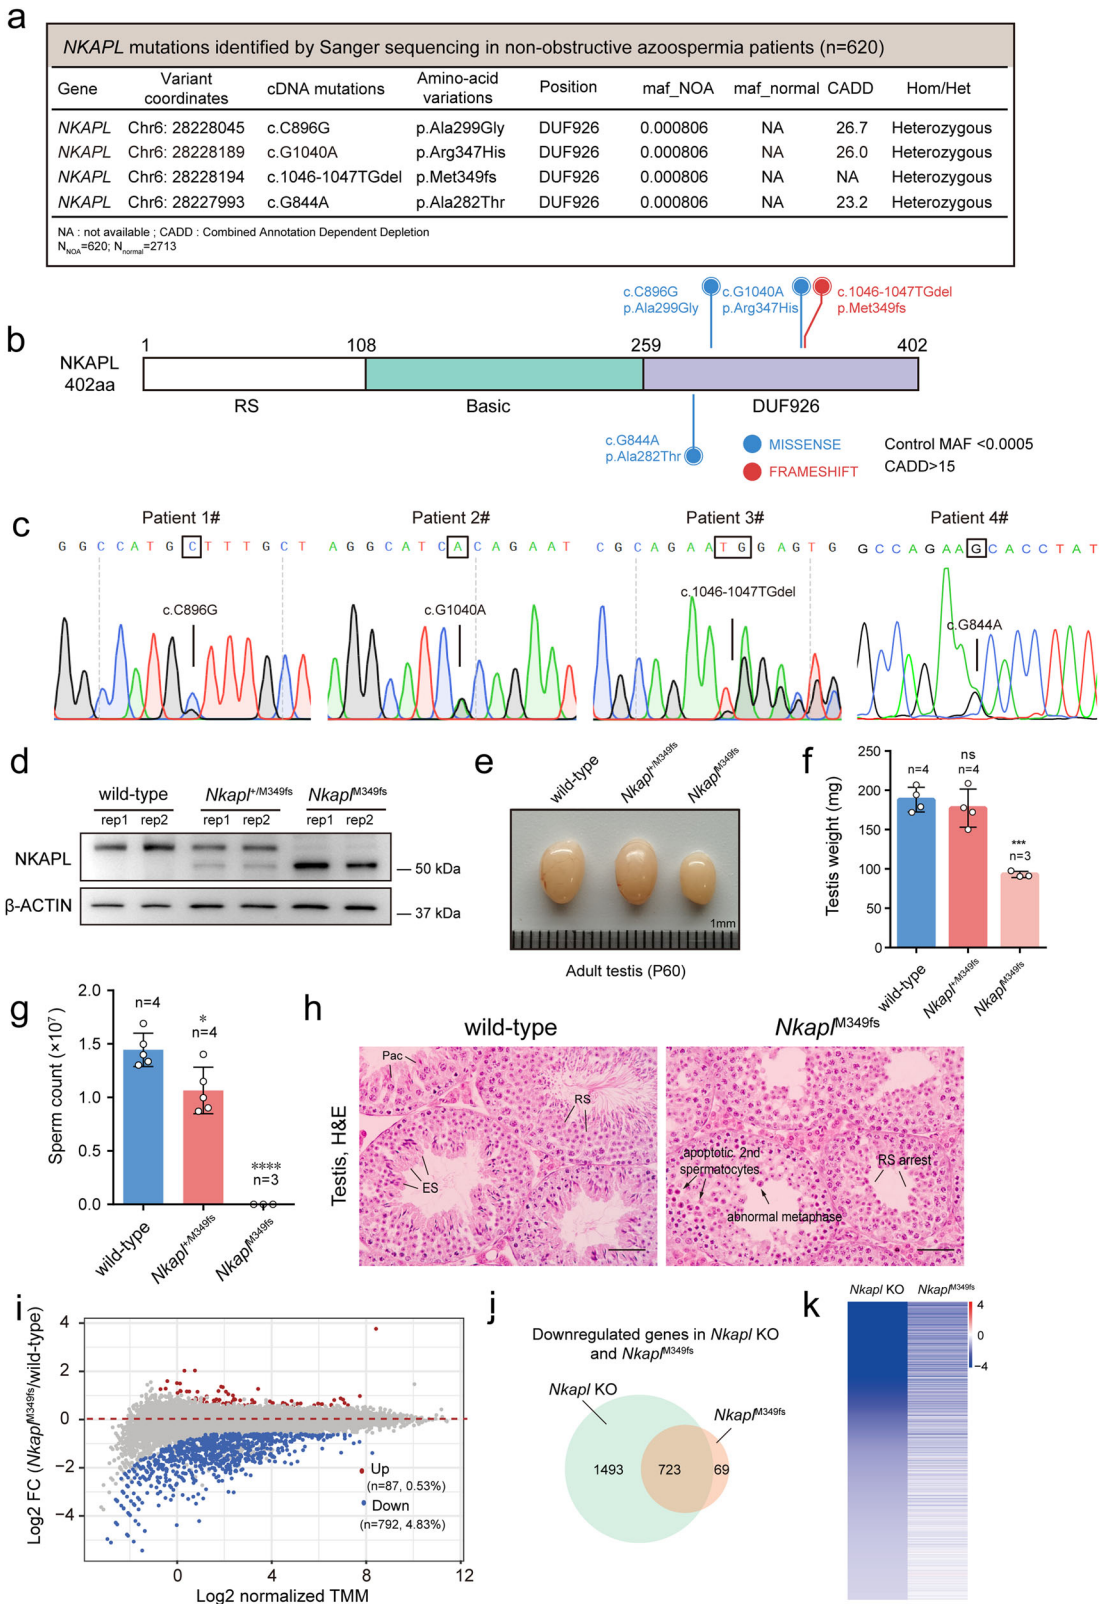 a
NKAPL mutations identified by Sanger sequencing in non-obstructive azoospermia patients (n=620)
Gene Variant coordinates cDNA mutations Amino-acid variations Position maf_NOA maf_normal CADD Hom/Het
NKAPL Chr6: 28228045 c.C896G p.Ala299Gly DUF926 0.000806 NA 26.7 Heterozygous
NKAPL Chr6: 28228189 c.G1040A p.Arg347His DUF926 0.000806 NA 26.0 Heterozygous
NKAPL Chr6: 28228194 c.1046-1047TGdel p.Met349fs DUF926 0.000806 NA NA Heterozygous
NKAPL Chr6: 28227993 c.G844A p.Ala282Thr DUF926 0.000806 NA 23.2 Heterozygous
NA : not available ; CADD : Combined Annotation Dependent Depletion
NNOA=620; Nnormal=2713
b
c.C896G
p.Ala299Gly
c.G1040A
p.Arg347His
c.1046-1047TGdel
p.Met349fs
1 108 259 402
NKAPL
402aa
RS Basic DUF926
c.G844A
p.Ala282Thr
MISSENSE
FRAMESHIFT
Control MAF <0.0005
CADD>15
c
Patient 1# Patient 2# Patient 3# Patient 4#
G G C C A T G C T T T G C T
A G G C A T C A C A G A A T
C G C A G A A T G G A G T G
G C C A G A A G C A C C T A T
c.C896G
c.G1040A
c.1046-1047TGdel
c.G844A
d
wild-type Nkapl+/M349fs NkaplM349fs
rep1 rep2 rep1 rep2 rep1 rep2
NKAPL
50 kDa
β-ACTIN
37 kDa
e
wild-type
Nkapl+/M349fs
NkaplM349fs
1mm
Adult testis (P60)
f
Testis weight (mg)
250
200
150
100
50
0
n=4
ns
n=4
***
n=3
wild-type
Nkapl+/M349fs
NkaplM349fs
g
Sperm count (×10⁷)
2.0
1.5
1.0
0.5
0.0
n=4
*
n=4
****
n=3
wild-type
Nkapl+/M349fs
NkaplM349fs
h
wild-type
NkaplM349fs
Testis, H&E
Pac
RS
ES
apoptotic 2nd
spermatocytes
RS arrest
abnormal metaphase
i
Log2 FC (NkaplM349fs/wild-type)
4
2
0
−2
−4
Up
(n=87, 0.53%)
Down
(n=792, 4.83%)
0 4 8 12
Log2 normalized TMM
j
Downregulated genes in Nkapl KO
and NkaplM349fs
Nkapl KO
NkaplM349fs
1493 723 69
k
Nkapl KO NkaplM349fs
4
0
−4